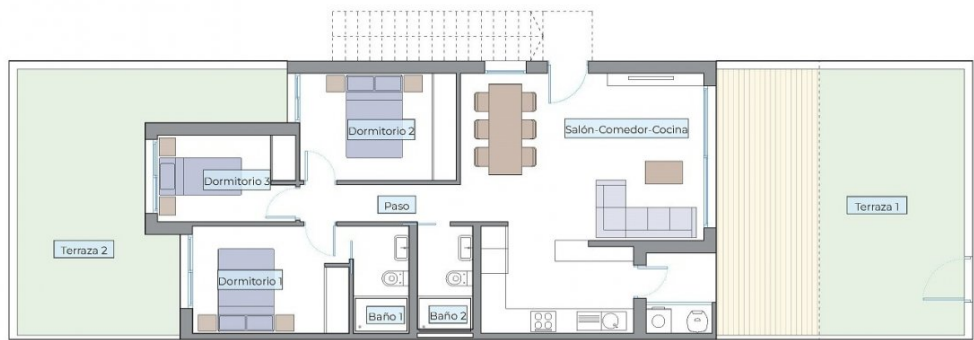 Dormitorio 2
Salón-Comedor-Cocina
Dormitorio 3
Paso
Terraza 1
Terraza 2
Dormitorio 1
Baño 1
Baño 2